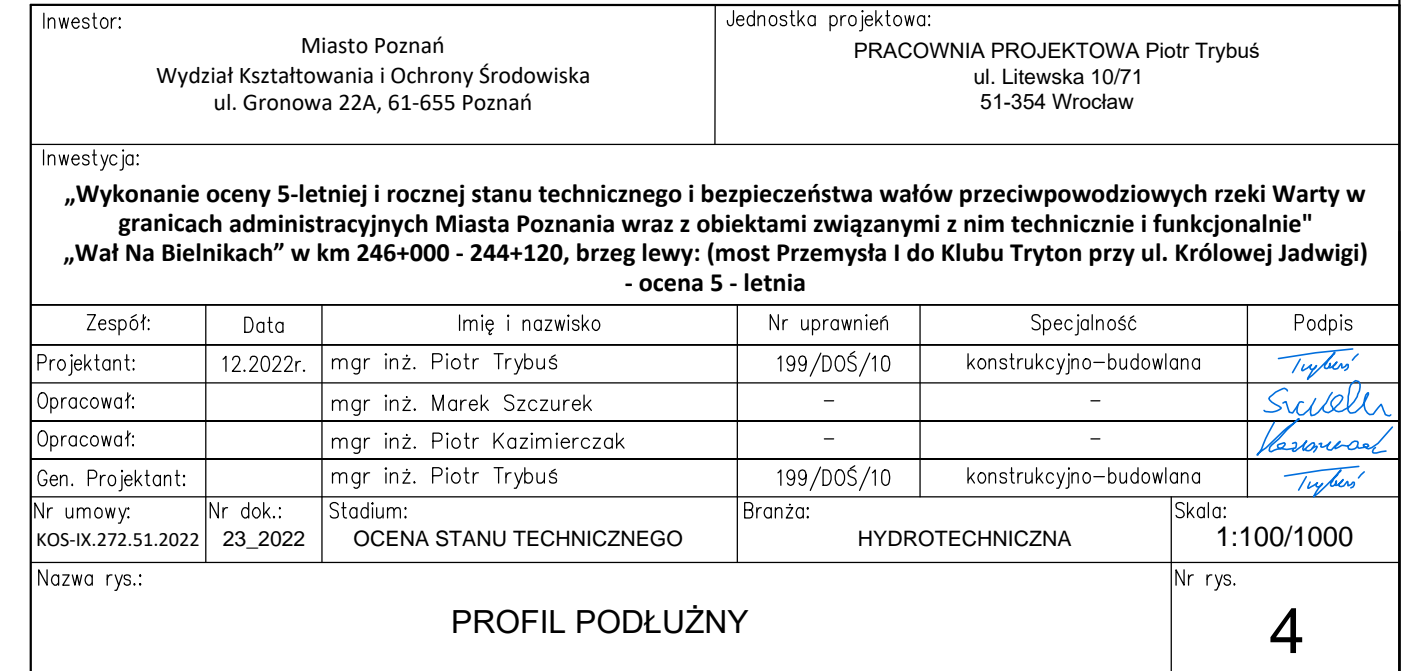 Inwestor:
Miasto Poznań
Wydział Kształtowania i Ochrony Środowiska
ul. Gronowa 22A, 61-655 Poznań
Jednostka projektowa:
PRACOWNIA PROJEKTOWA Piotr Trybuś
ul. Litewska 10/71
51-354 Wrocław
Inwestycja:
„Wykonanie oceny 5-letniej i rocznej stanu technicznego i bezpieczeństwa wałów przeciwpowodziowych rzeki Warty w
granicach administracyjnych Miasta Poznania wraz z obiektami związanymi z nim technicznie i funkcjonalnie"
„Wał Na Bielnikach” w km 246+000 - 244+120, brzeg lewy: (most Przemysła I do Klubu Tryton przy ul. Królowej Jadwigi)
- ocena 5 - letnia
Zespół: Data Imię i nazwisko Nr uprawnień Specjalność Podpis
Projektant: 12.2022r. mgr inż. Piotr Trybuś 199/DOŚ/10 konstrukcyjno-budowlana Trybuś
Opracował: mgr inż. Marek Szczurek - -
Opracował: mgr inż. Piotr Kazimierczak - -
Gen. Projektant: mgr inż. Piotr Trybuś 199/DOŚ/10 konstrukcyjno-budowlana Trybuś
Nr umowy: Nr dok.: Stadium: Branża: Skala:
KOS-IX.272.51.2022 23_2022 OCENA STANU TECHNICZNEGO HYDROTECHNICZNA 1:100/1000
Nazwa rys.: Nr rys.
PROFIL PODŁUŻNY 4